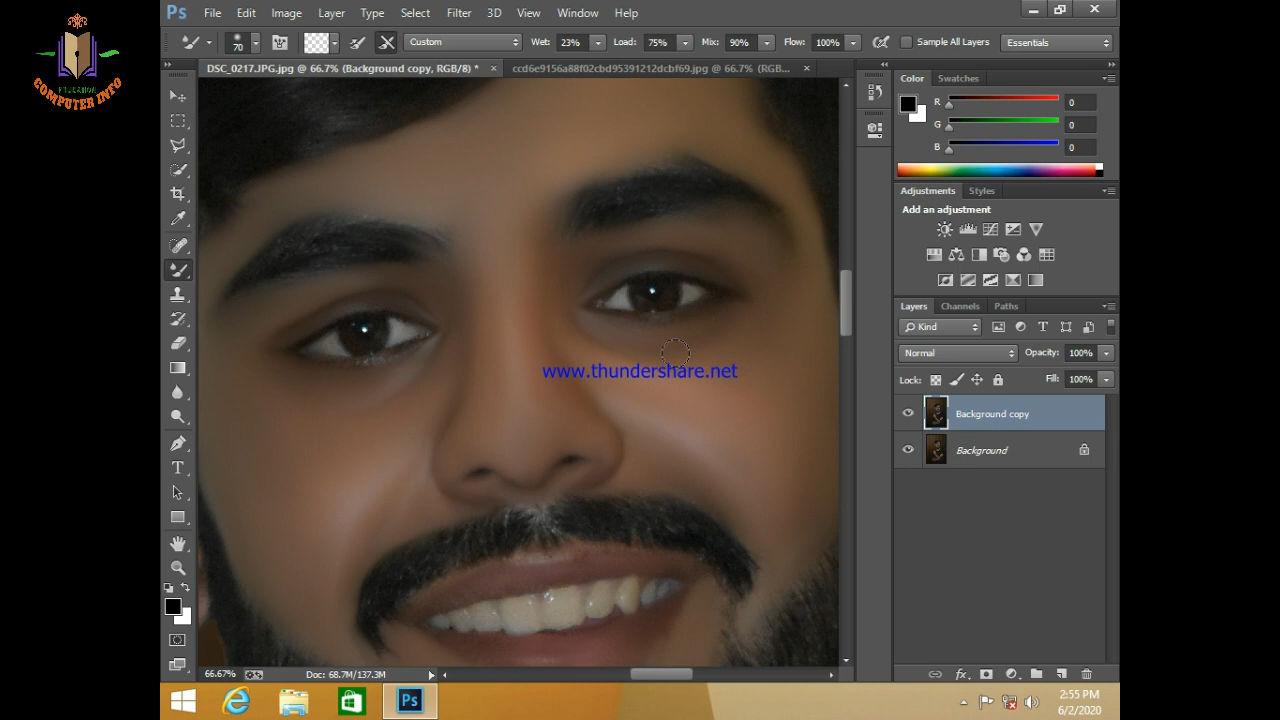 Ps File Edit Image Layer Type Select Filter 3D View Window Help
70 Custom Wet: 23% Load: 75% Mix: 90% Flow: 100% Sample All Layers Essentials
DSC_0217.JPG.jpg @ 66.7% (Background copy, RGB/8) * × ccd6e9156a88f02cbd95391212dcbf69.jpg @ 66.7% (RGB... ×
EDUCATION
COMPUTER INFO
Color Swatches
R 0
G 0
B 0
Adjustments Styles
Add an adjustment
Layers Channels Paths
Kind
Normal Opacity: 100%
Lock: Fill: 100%
Background copy
Background
www.thundershare.net
66.67% Doc: 68.7M/137.3M
2:55 PM
6/2/2020